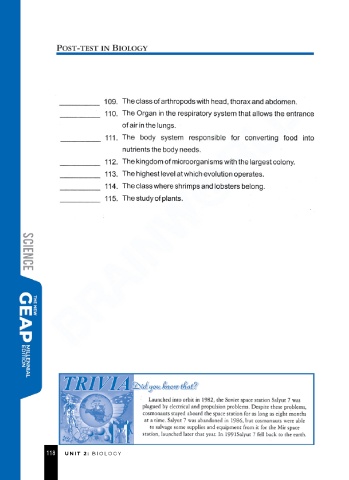 POST-TEST IN BIOLOGY
109. The class of arthropods with head, thorax and abdomen.
110. The Organ in the respiratory system that allows the entrance
of air in the lungs.
111. The body system responsible for converting food into
nutrients the body needs.
112. The kingdom of microorganisms with the largest colony.
113. The highest level at which evolution operates.
114. The class where shrimps and lobsters belong.
115. The study of plants.
SCIENCE
THE NEW
GEAP
MILLENNIAL
EDITION
TRIVIA Did you know that?
Launched into orbit in 1982, the Soviet space station Salyut 7 was
plagued by electrical and propulsion problems. Despite these problems,
cosmonauts stayed aboard the space station for as long as eight months
at a time. Salyut 7 was abandoned in 1986, but cosmonauts were able
to salvage some supplies and equipment from it for the Mir space
station, launched later that year. In 1991Salyut 7 fell back to the earth
118 UNIT 2: BIOLOGY